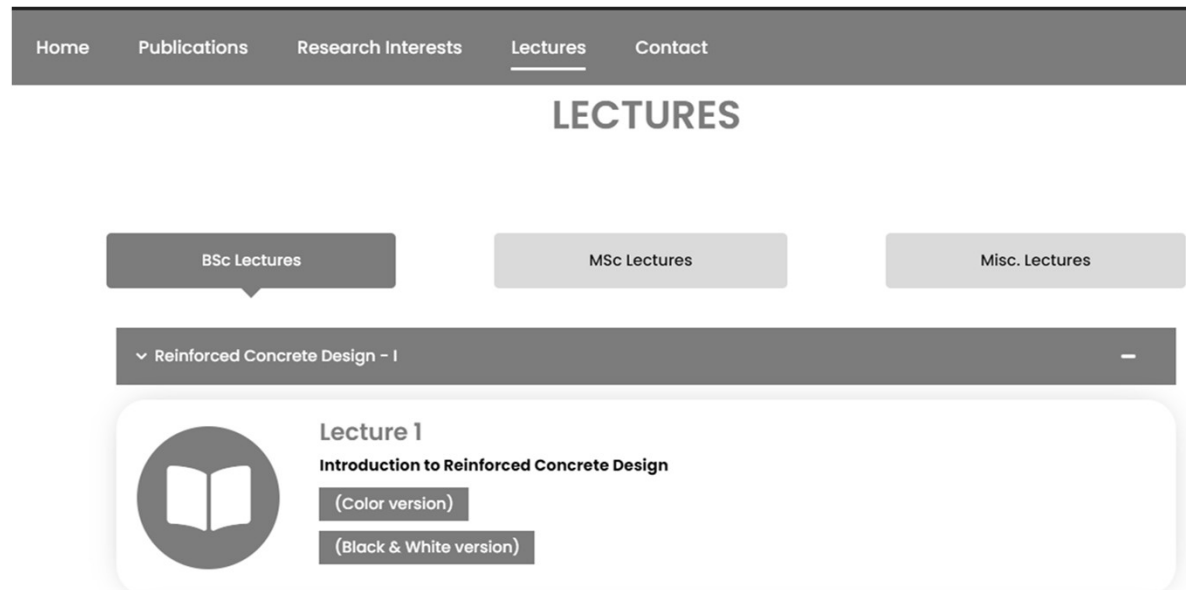 Home Publications Research Interests Lectures Contact
LECTURES
BSc Lectures MSc Lectures Misc. Lectures
Reinforced Concrete Design - I
Lecture 1
Introduction to Reinforced Concrete Design
(Color version)
(Black & White version)